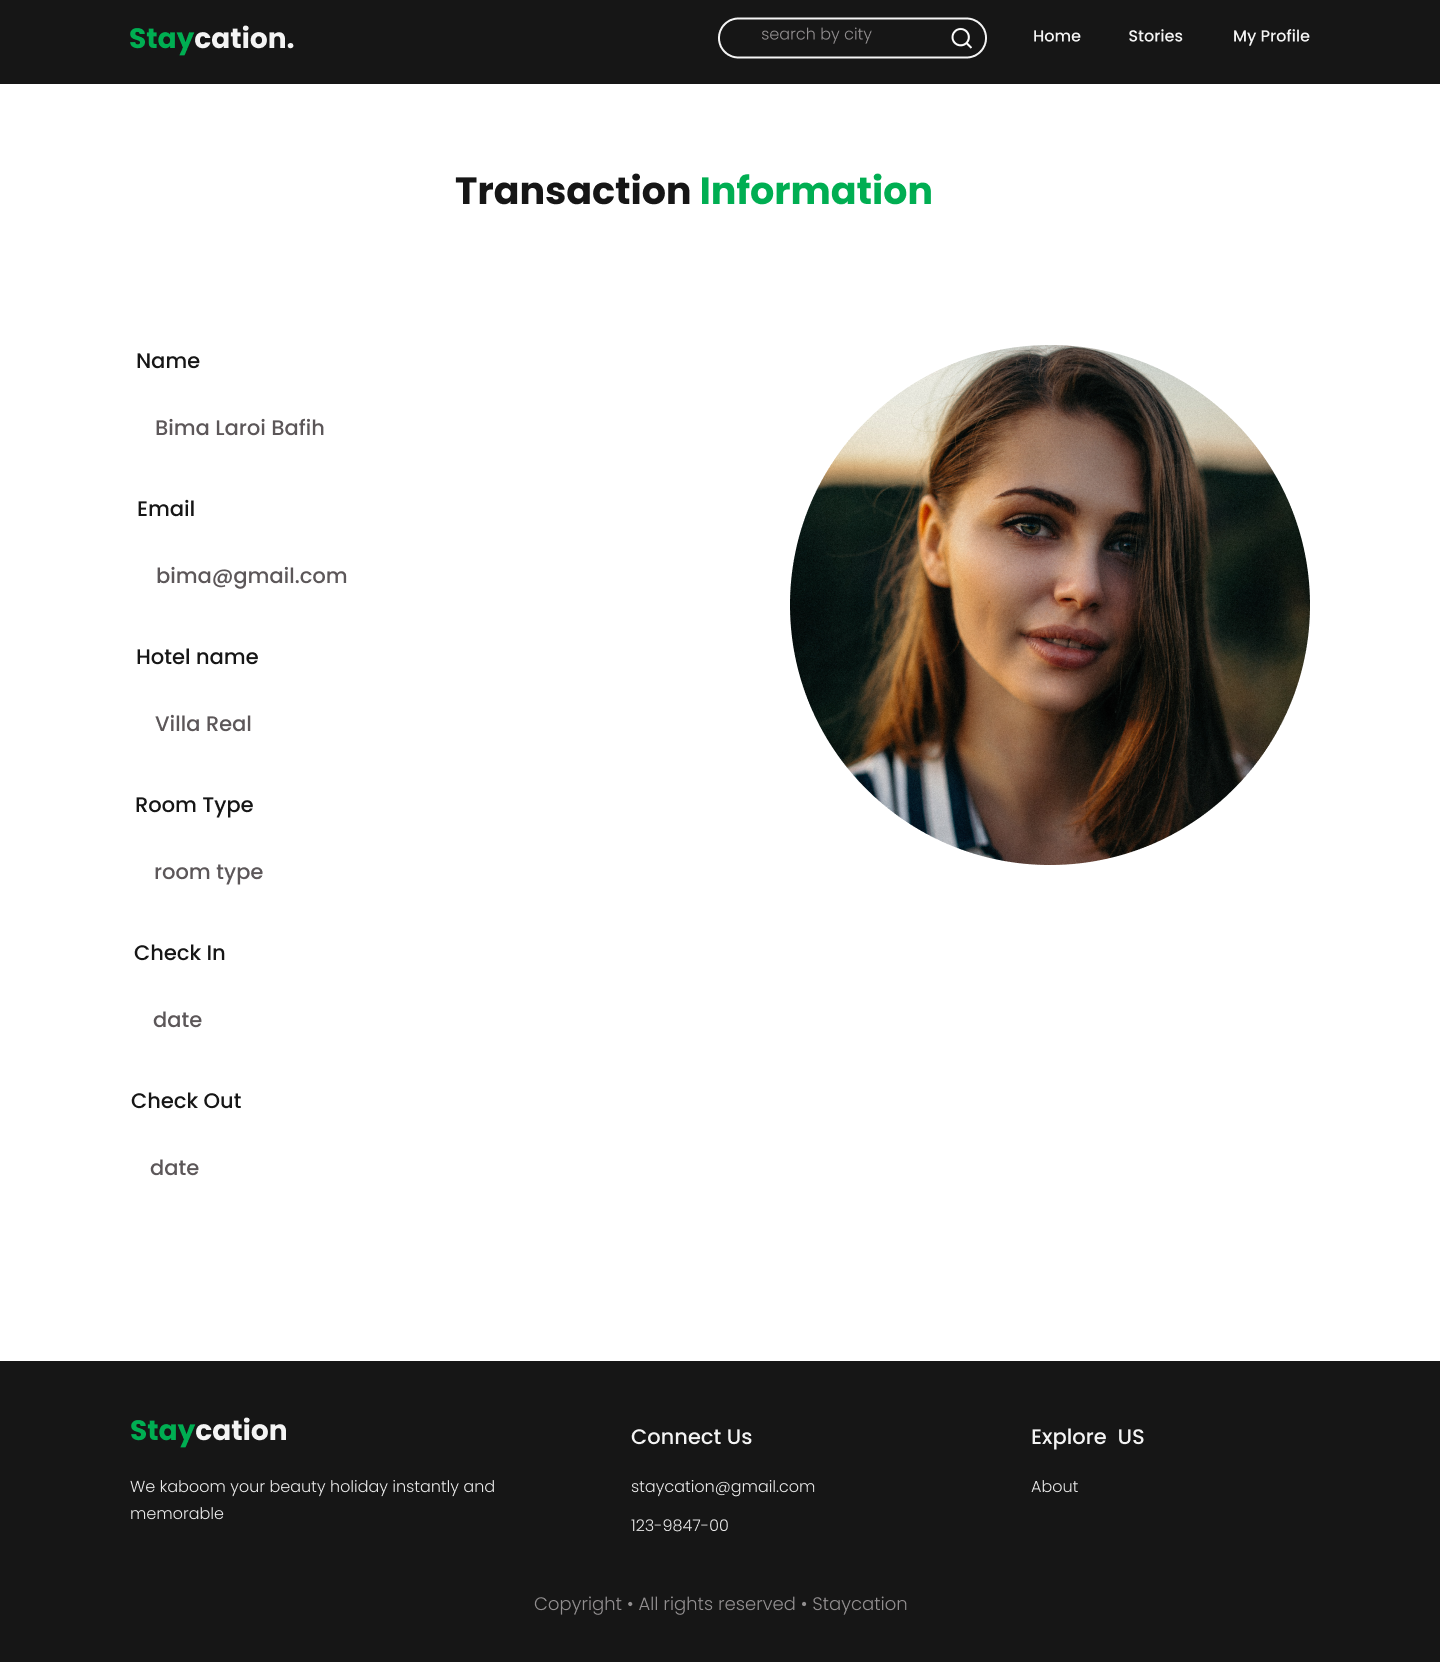 Staycation.
search by city
Home
Stories
My Profile
Transaction Information
Name
Bima Laroi Bafih
Email
bima@gmail.com
Hotel name
Villa Real
Room Type
room type
Check In
date
Check Out
date
Staycation
We kaboom your beauty holiday instantly and
memorable
Connect Us
staycation@gmail.com
123-9847-00
Explore  US
About
Copyright • All rights reserved • Staycation